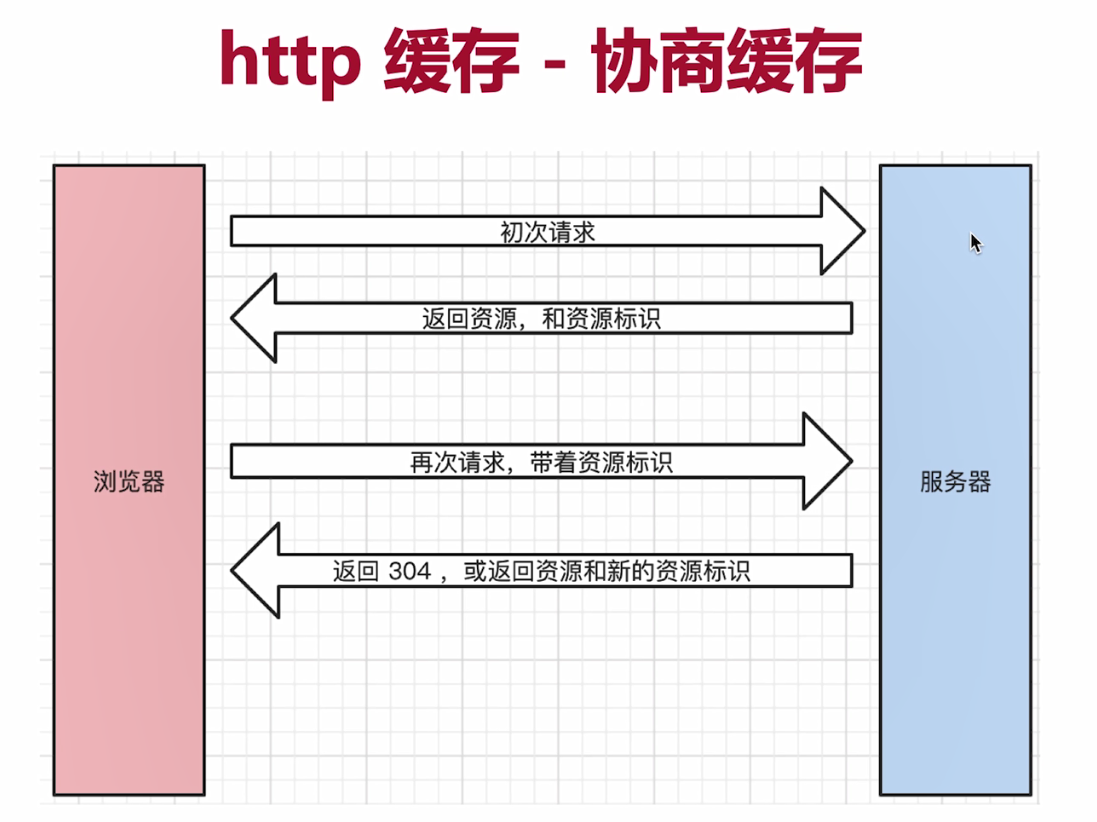 http 缓存 - 协商缓存
初次请求
返回资源，和资源标识
再次请求，带着资源标识
浏览器
服务器
返回 304 ，或返回资源和新的资源标识